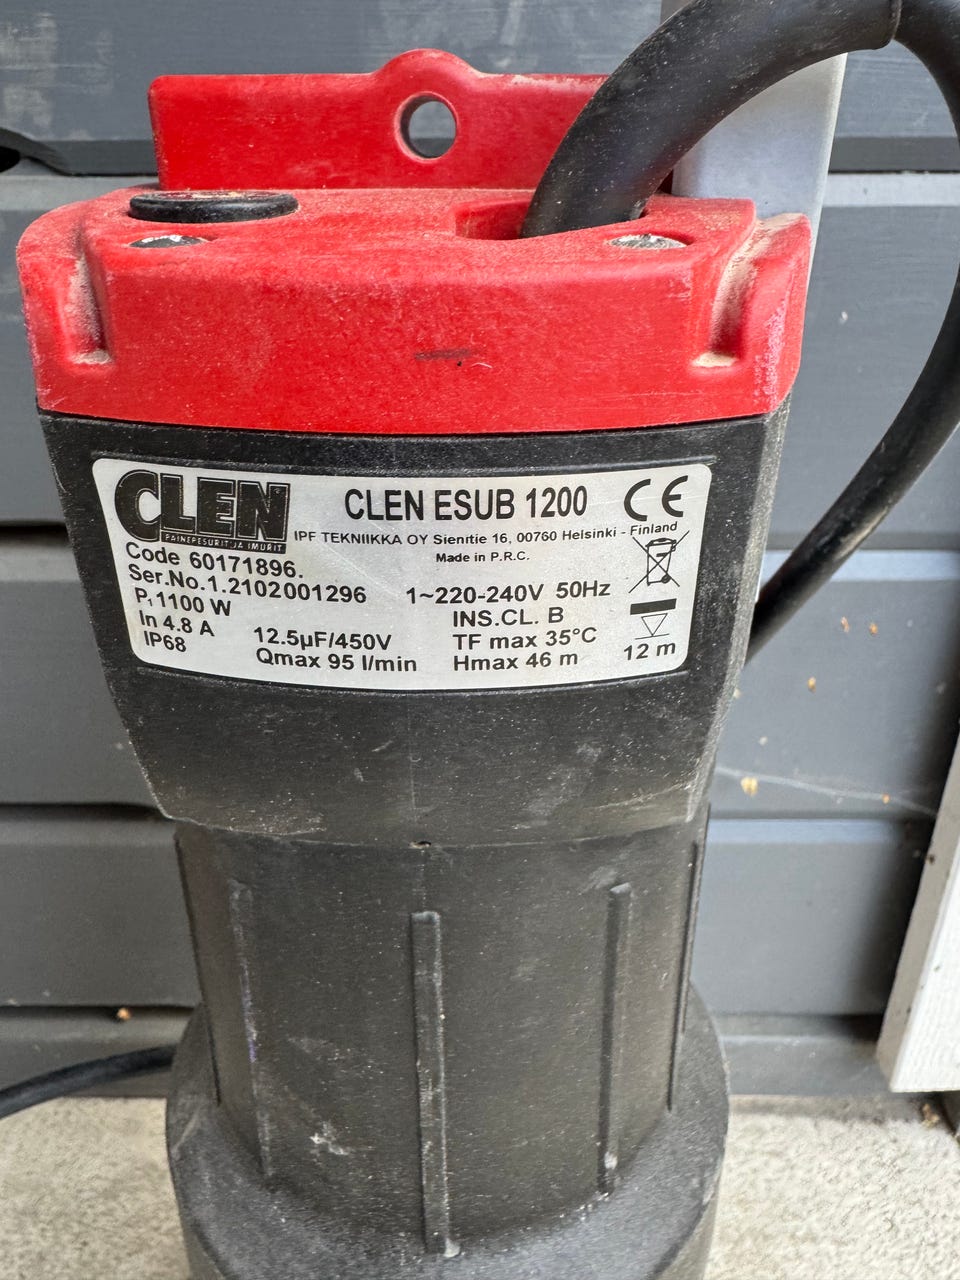 CLEN
PAINEPESURIT JA IMURIT
CLEN ESUB 1200
CE
IPF TEKNIIKKA OY Sienitie 16, 00760 Helsinki - Finland
Made in P.R.C.
Code 60171896.
Ser.No.1.2102001296
1~220-240V 50Hz
P₁ 1100 W
INS.CL. B
In 4.8 A
12.5µF/450V
TF max 35°C
IP68
Qmax 95 l/min
Hmax 46 m
12 m